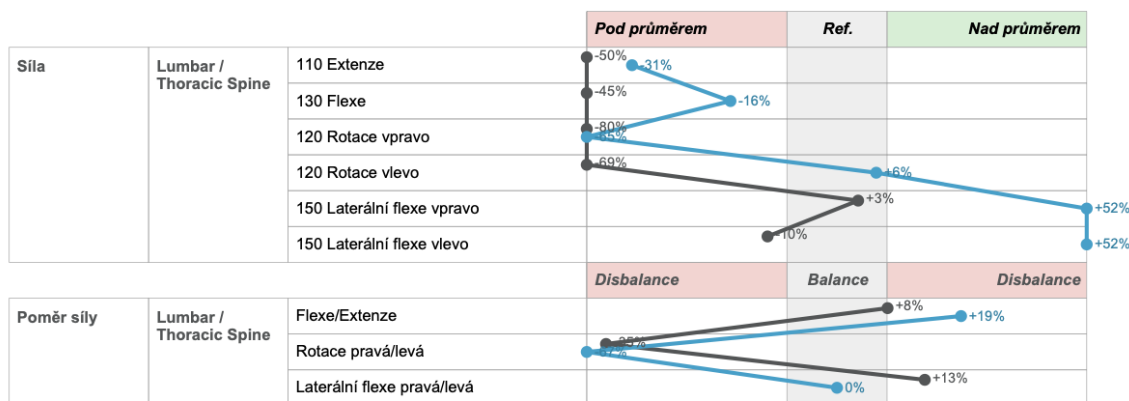 Pod průměrem Ref. Nad průměrem
Síla Lumbar / Thoracic Spine 110 Extenze -50% -31%
130 Flexe -45% -16%
120 Rotace vpravo -80%
120 Rotace vlevo -69% +6%
150 Laterální flexe vpravo +3% +52%
150 Laterální flexe vlevo -10% +52%
Disbalance Balance Disbalance
Poměr síly Lumbar / Thoracic Spine Flexe/Extenze +8% +19%
Rotace pravá/levá
Laterální flexe pravá/levá +13% 0%